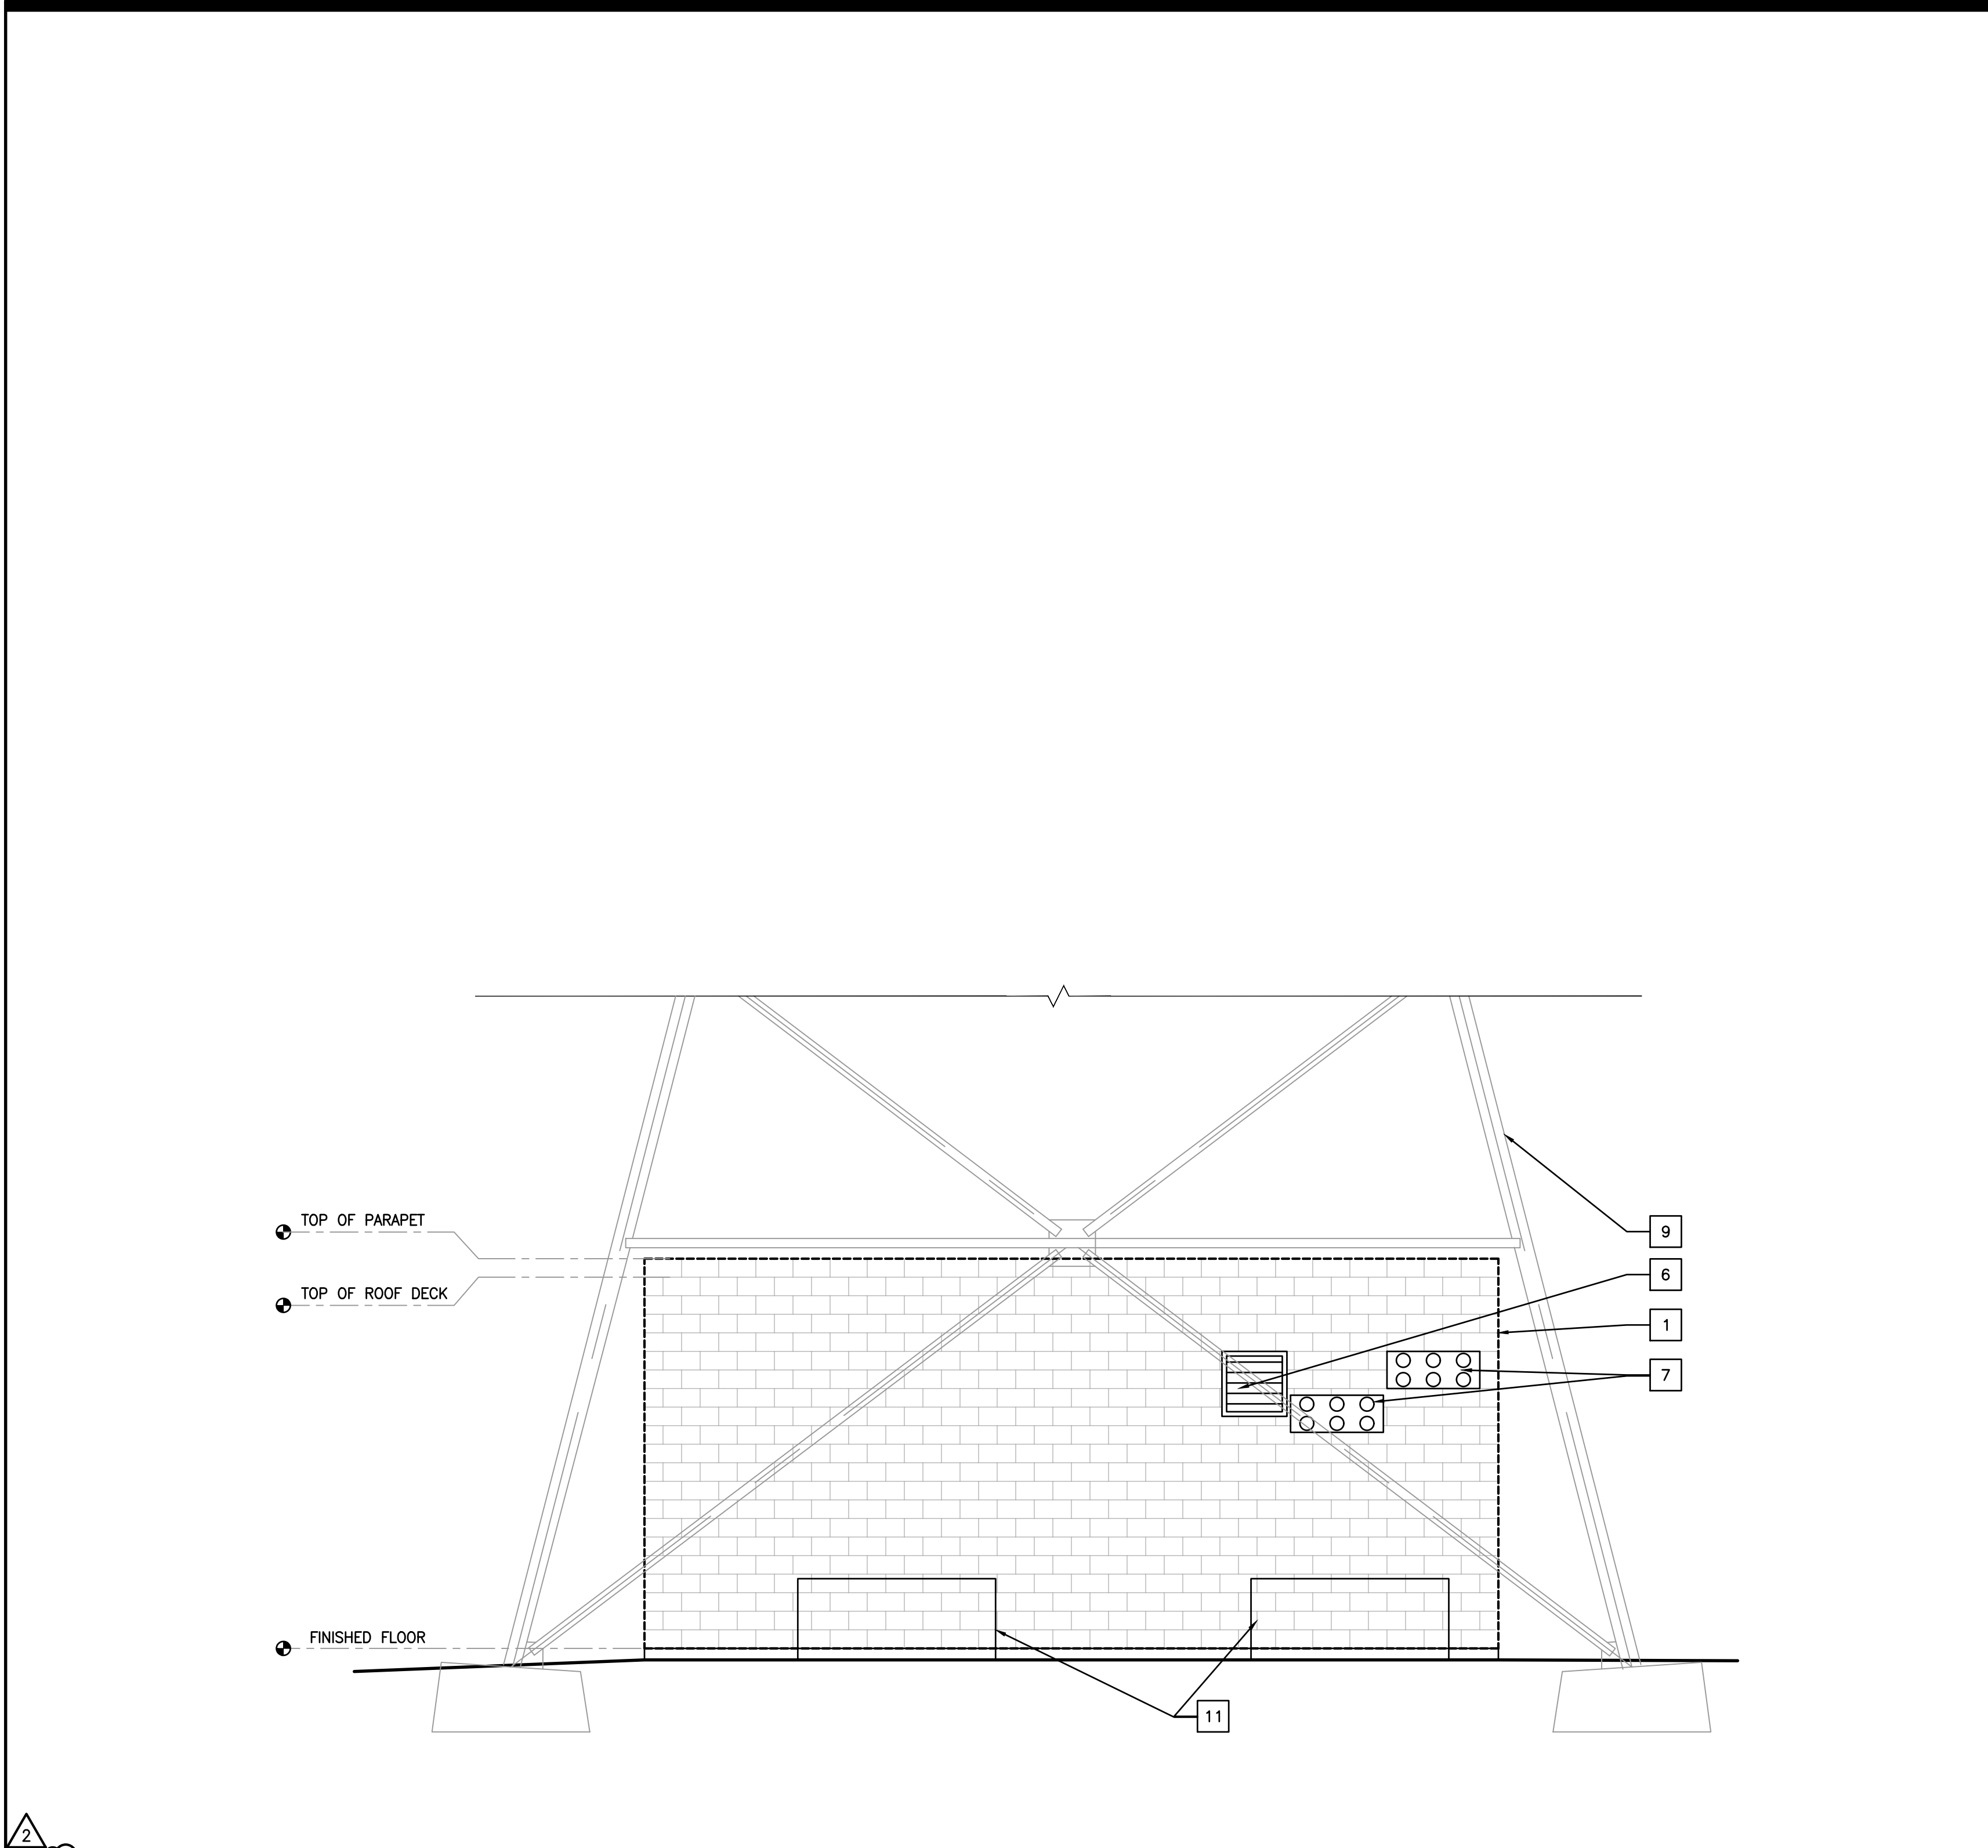 TOP OF PARAPET
9
6
TOP OF ROOF DECK
1
7
FINISHED FLOOR
11
2